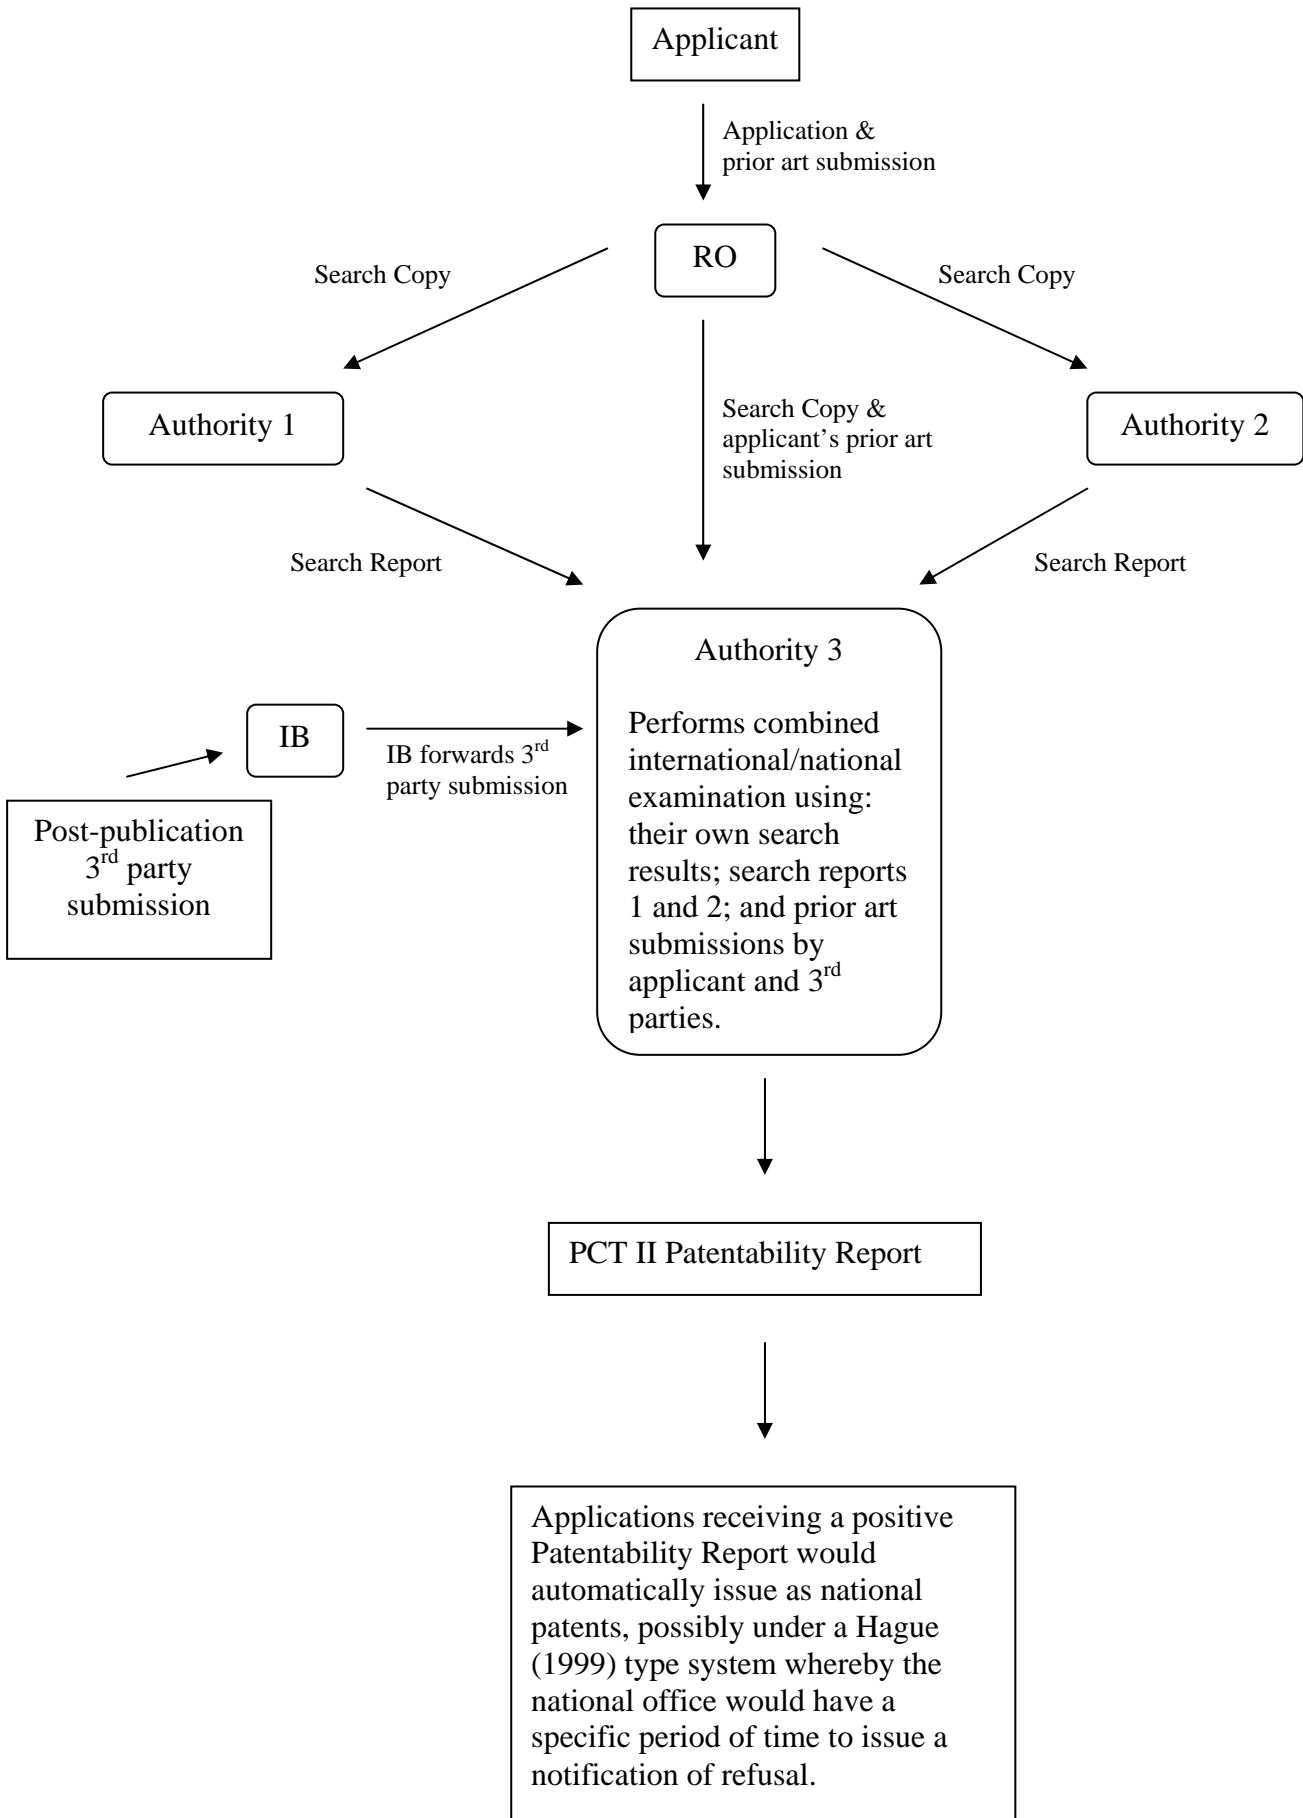 Applicant
Application &
prior art submission
RO
Search Copy
Search Copy
Authority 1
Search Copy &
applicant’s prior art
submission
Authority 2
Search Report
Search Report
Authority 3
Performs combined
international/national
examination using:
their own search
results; search reports
1 and 2; and prior art
submissions by
applicant and 3rd
parties.
IB
IB forwards 3rd
party submission
Post-publication
3rd party
submission
PCT II Patentability Report
Applications receiving a positive
Patentability Report would
automatically issue as national
patents, possibly under a Hague
(1999) type system whereby the
national office would have a
specific period of time to issue a
notification of refusal.